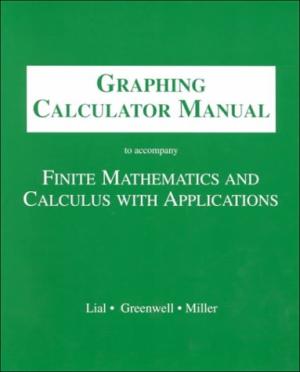 GRAPHING
CALCULATOR MANUAL
to accompany
FINITE MATHEMATICS AND
CALCULUS WITH APPLICATIONS
Lial • Greenwell • Miller